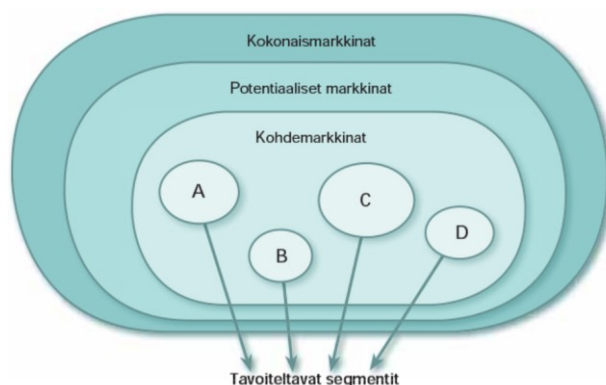 Kokonaismarkkinat
Potentiaaliset markkinat
Kohdemarkkinat
A
C
B
D
Tavoiteltavat segmentit